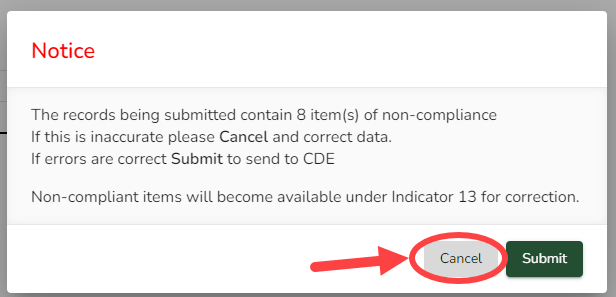 Notice
The records being submitted contain 8 item(s) of non-compliance
If this is inaccurate please Cancel and correct data.
If errors are correct Submit to send to CDE
Non-compliant items will become available under Indicator 13 for correction.
Cancel
Submit